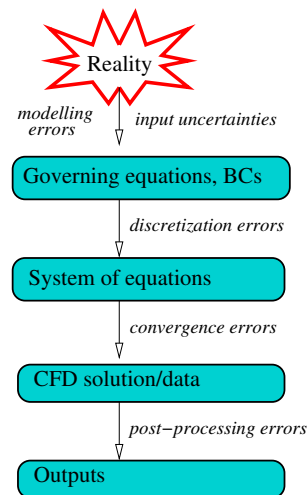 Reality
modelling
errors
input uncertainties
Governing equations, BCs
discretization errors
System of equations
convergence errors
CFD solution/data
post−processing errors
Outputs